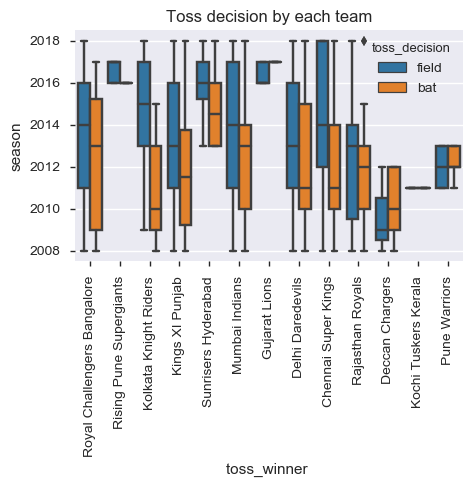 Toss decision by each team
2018
2016
2014
2012
2010
2008
season
toss_decision
field
bat
Royal Challengers Bangalore
Rising Pune Supergiants
Kolkata Knight Riders
Kings XI Punjab
Sunrisers Hyderabad
Mumbai Indians
Gujarat Lions
Delhi Daredevils
Chennai Super Kings
Rajasthan Royals
Deccan Chargers
Kochi Tuskers Kerala
Pune Warriors
toss_winner